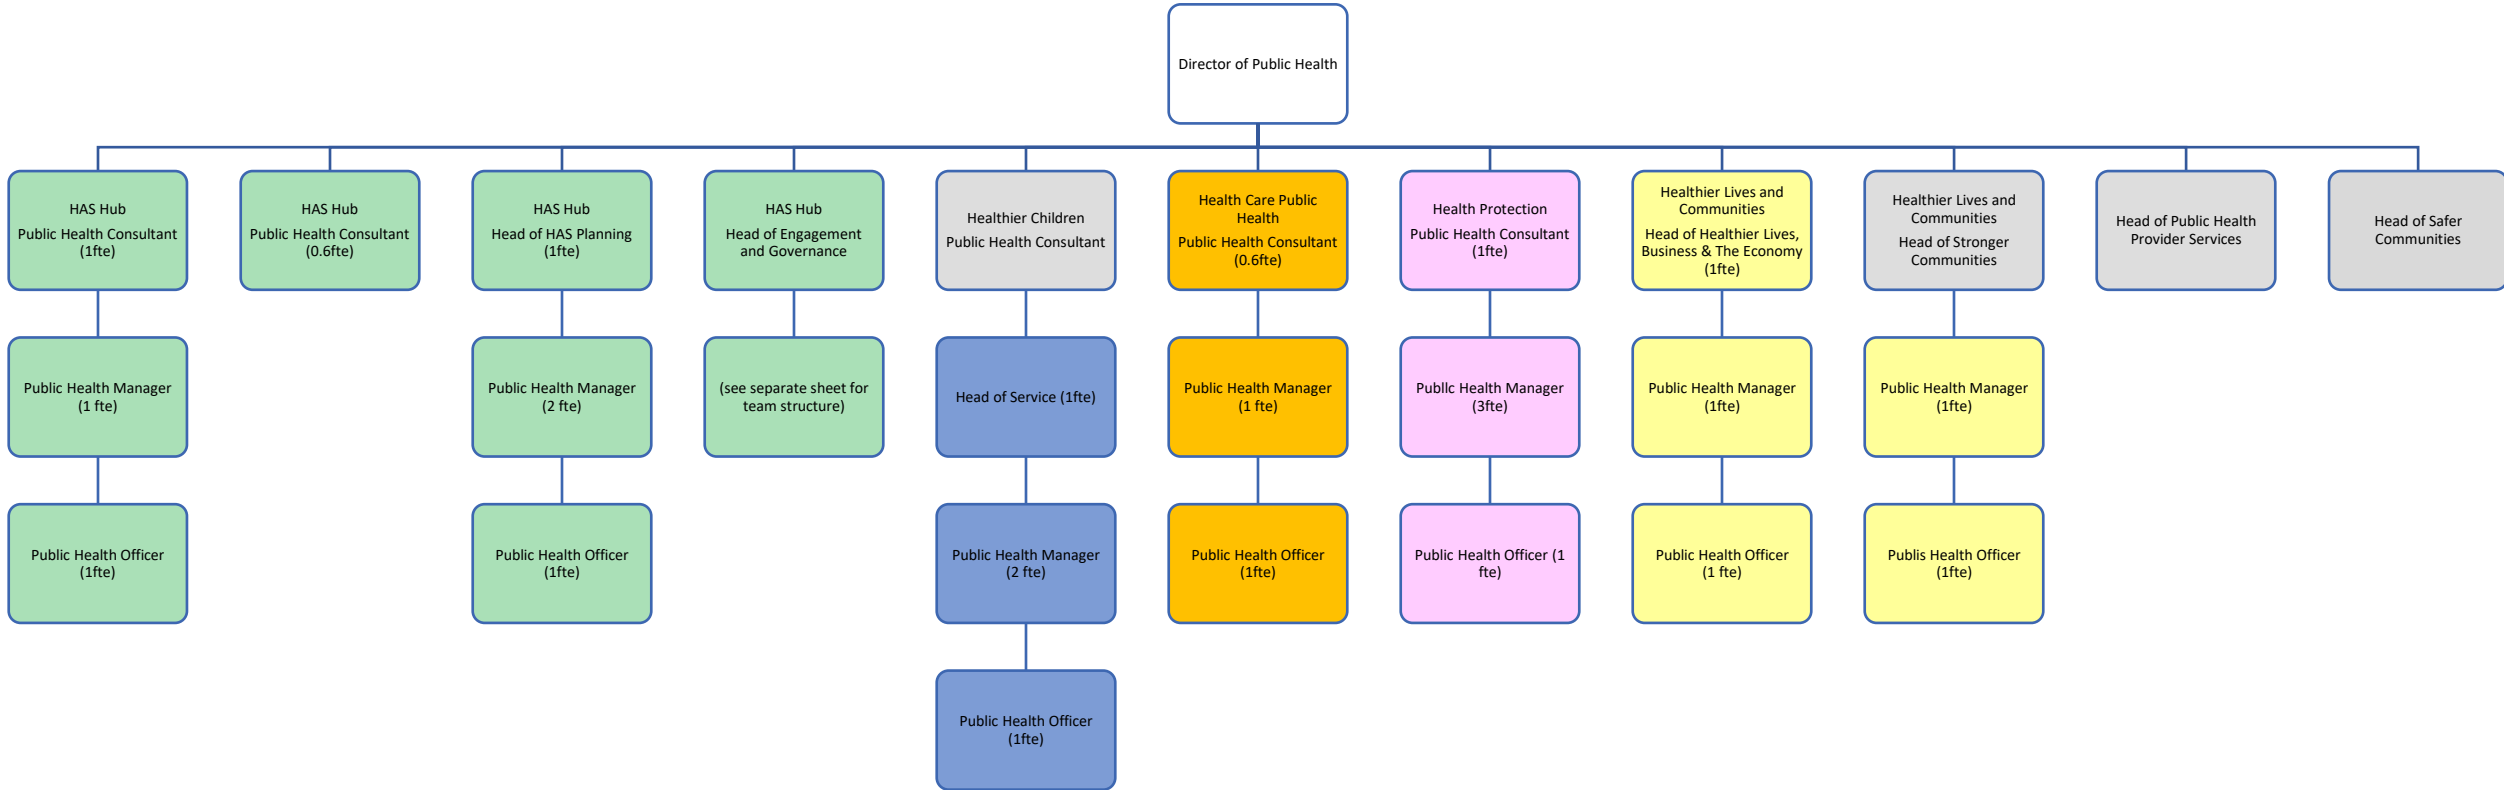 Director of Public Health
HAS Hub
Public Health Consultant
(1fte)
HAS Hub
Public Health Consultant
(0.6fte)
HAS Hub
Head of HAS Planning
(1fte)
HAS Hub
Head of Engagement
and Governance
Healthier Children
Public Health Consultant
Health Care Public
Health
Public Health Consultant
(0.6fte)
Health Protection
Public Health Consultant
(1fte)
Healthier Lives and
Communities
Head of Healthier Lives,
Business & The Economy
(1fte)
Healthier Lives and
Communities
Head of Stronger
Communities
Head of Public Health
Provider Services
Head of Safer
Communities
Public Health Manager
(1 fte)
Public Health Manager
(2 fte)
(see separate sheet for
team structure)
Head of Service (1fte)
Public Health Manager
(1 fte)
Publlc Health Manager
(3fte)
Public Health Manager
(1fte)
Public Health Manager
(1fte)
Public Health Officer
(1fte)
Public Health Officer
(1fte)
Public Health Manager
(2 fte)
Public Health Officer
(1fte)
Public Health Officer (1
fte)
Public Health Officer
(1 fte)
Publis Health Officer
(1fte)
Public Health Officer
(1fte)